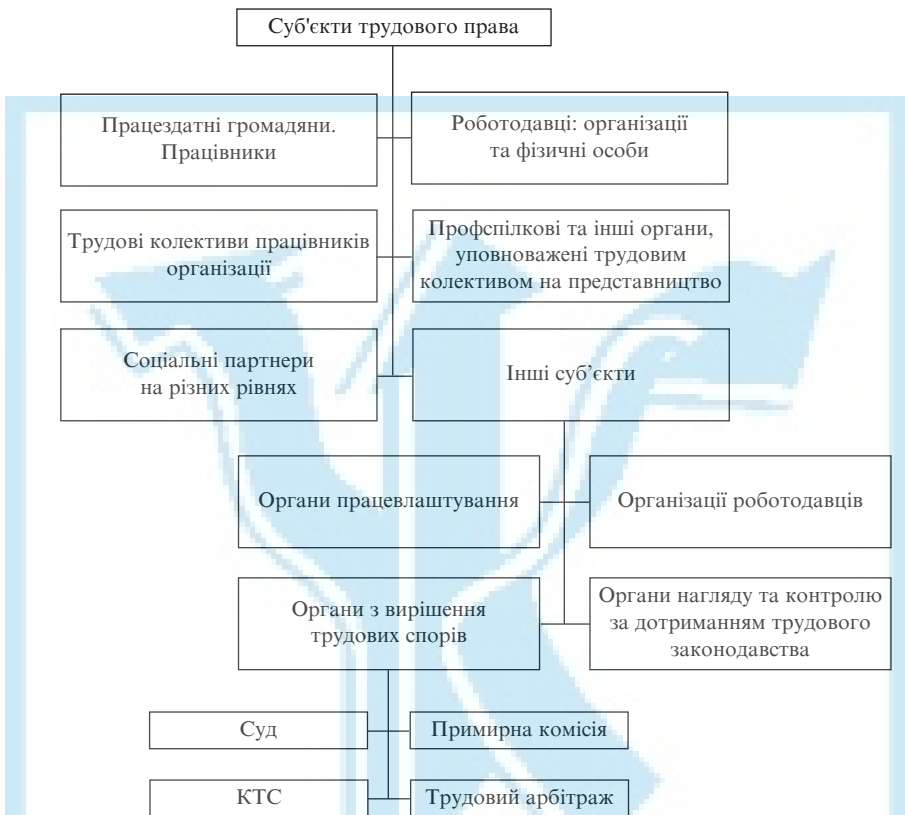 Суб'єкти трудового права
Працездатні громадяни.
Працівники
Роботодавці: організації
та фізичні особи
Трудові колективи працівників
організації
Профспілкові та інші органи,
уповноважені трудовим
колективом на представництво
Соціальні партнери
на різних рівнях
Інші суб’єкти
Органи працевлаштування
Організації роботодавців
Органи з вирішення
трудових спорів
Органи нагляду та контролю
за дотриманням трудового
законодавства
Суд
Примирна комісія
КТС
Трудовий арбітраж